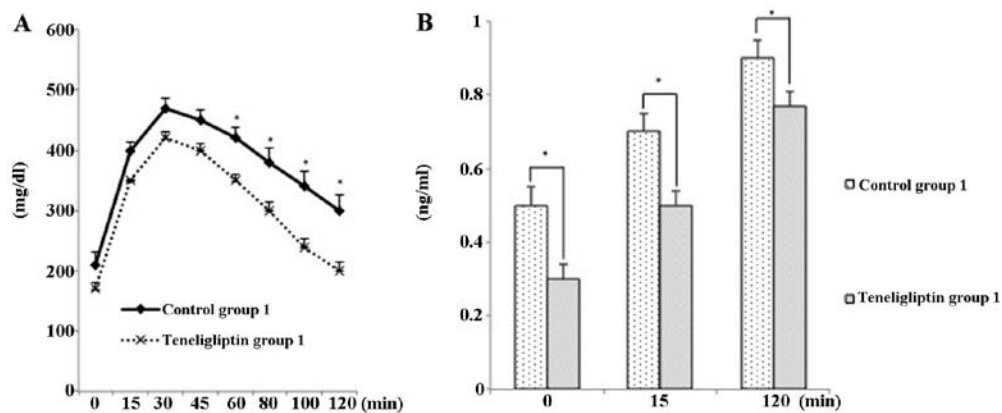 A
B
(mg/dl)
600
500
400
300
200
100
0
0 15 30 45 60 80 100 120 (min)
* * * *
Control group 1
Teneligliptin group 1
(ng/ml)
1
0.8
0.6
0.4
0.2
0
0 15 120 (min)
* * *
Control group 1
Teneligliptin group 1